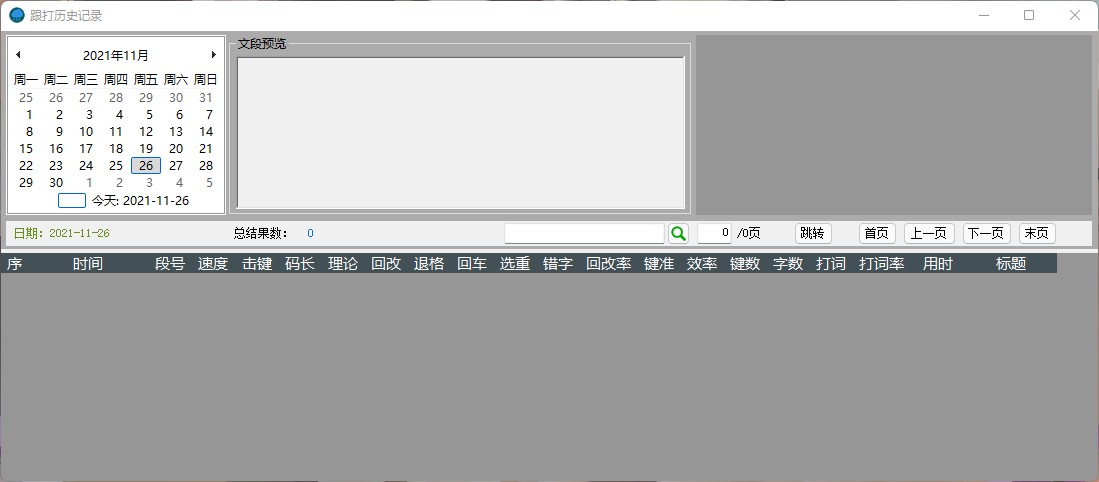 跟打历史记录
2021年11月
周一 周二 周三 周四 周五 周六 周日
25 26 27 28 29 30 31
1 2 3 4 5 6 7
8 9 10 11 12 13 14
15 16 17 18 19 20 21
22 23 24 25 26 27 28
29 30 1 2 3 4 5
今天: 2021-11-26
文段预览
日期：2021-11-26 总结果数： 0 0 /0页 跳转 首页 上一页 下一页 末页
序 时间 段号 速度 击键 码长 理论 回改 退格 回车 选重 错字 回改率 键准 效率 键数 字数 打词 打词率 用时 标题